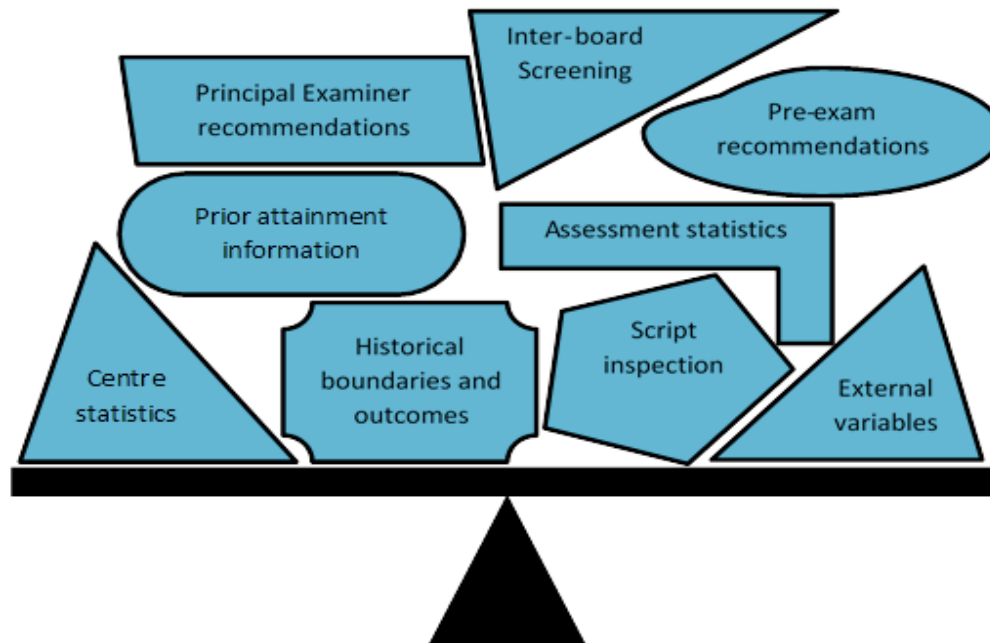 Inter-board
Screening
Principal Examiner
recommendations
Pre-exam
recommendations
Prior attainment
information
Assessment statistics
Centre
statistics
Historical
boundaries and
outcomes
Script
inspection
External
variables